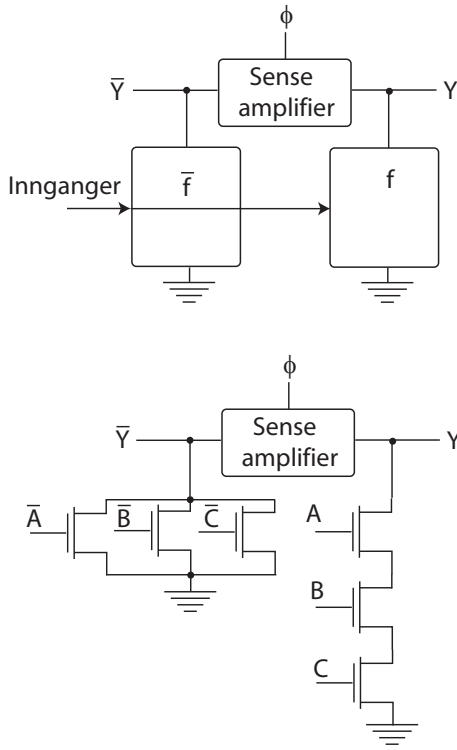 ϕ
Y̅
Sense
amplifier
Y
Innganger
f̅
f
ϕ
Y̅
Sense
amplifier
Y
A̅
B̅
C̅
A
B
C